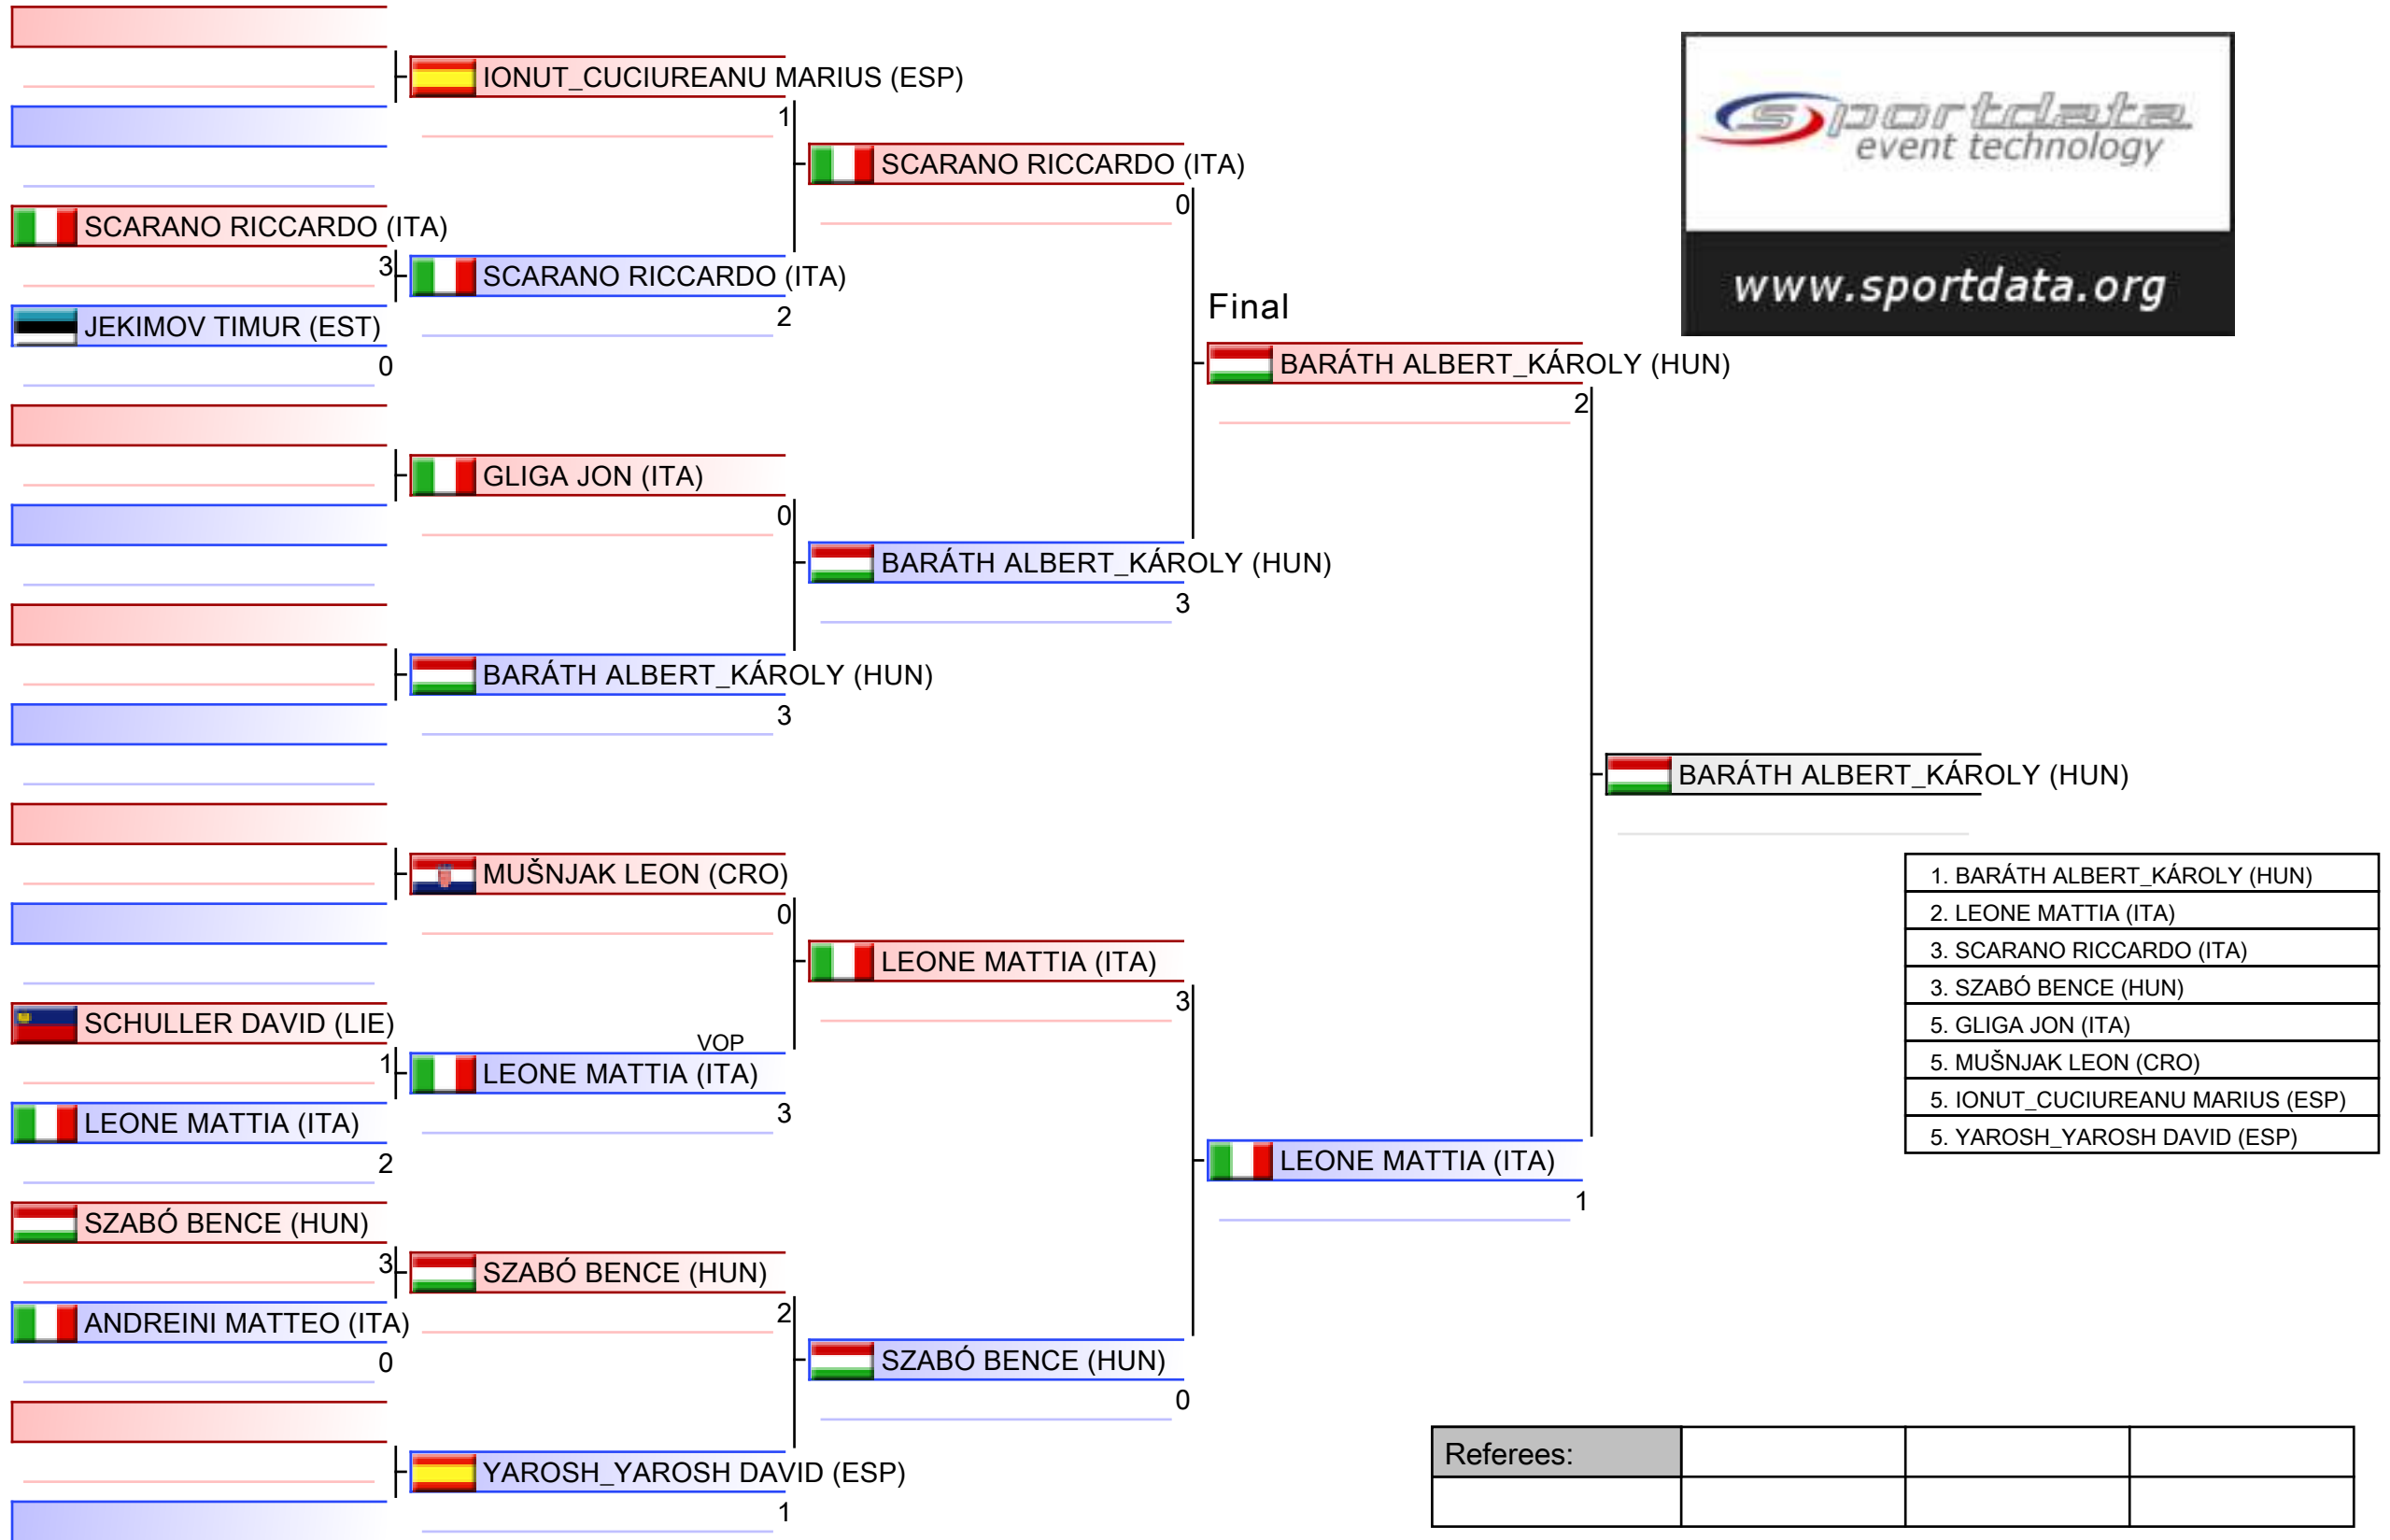 IONUT_CUCIUREANU MARIUS (ESP)
1
SCARANO RICCARDO (ITA)
0
SCARANO RICCARDO (ITA)
3
SCARANO RICCARDO (ITA)
2
JEKIMOV TIMUR (EST)
0
Final
BARÁTH ALBERT_KÁROLY (HUN)
2
GLIGA JON (ITA)
0
BARÁTH ALBERT_KÁROLY (HUN)
3
BARÁTH ALBERT_KÁROLY (HUN)
3
BARÁTH ALBERT_KÁROLY (HUN)
MUŠNJAK LEON (CRO)
0
LEONE MATTIA (ITA)
3
SCHULLER DAVID (LIE)
1
VOP
LEONE MATTIA (ITA)
3
LEONE MATTIA (ITA)
2
LEONE MATTIA (ITA)
1
SZABÓ BENCE (HUN)
3
SZABÓ BENCE (HUN)
2
ANDREINI MATTEO (ITA)
0
SZABÓ BENCE (HUN)
0
YAROSH_YAROSH DAVID (ESP)
1
sportdata
event technology
www.sportdata.org
1. BARÁTH ALBERT_KÁROLY (HUN)
2. LEONE MATTIA (ITA)
3. SCARANO RICCARDO (ITA)
3. SZABÓ BENCE (HUN)
5. GLIGA JON (ITA)
5. MUŠNJAK LEON (CRO)
5. IONUT_CUCIUREANU MARIUS (ESP)
5. YAROSH_YAROSH DAVID (ESP)
Referees: